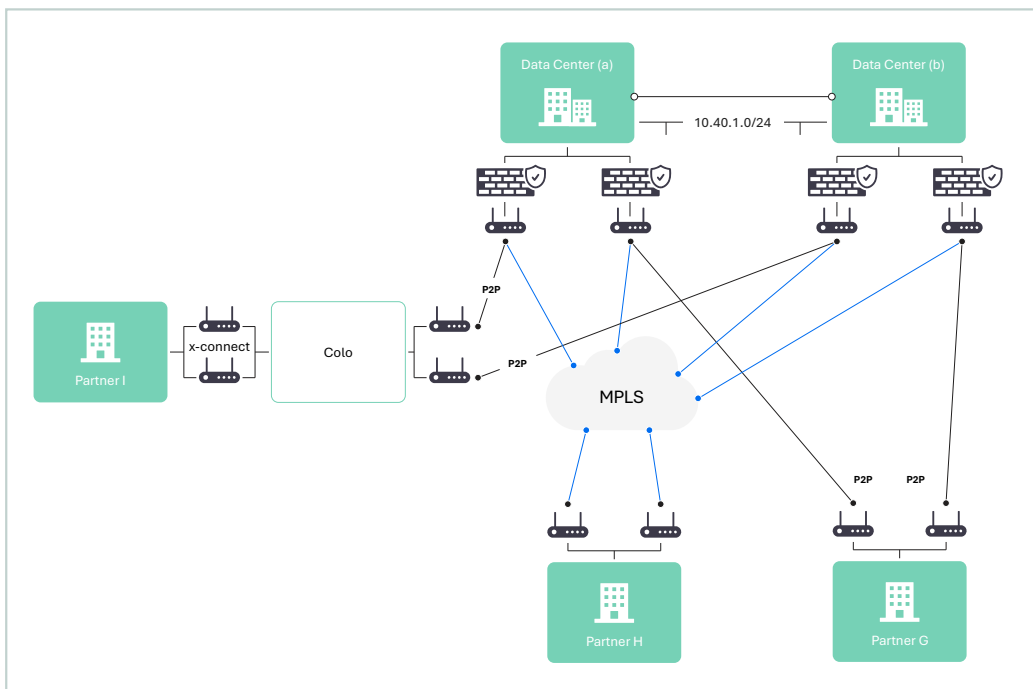 Data Center (a)
Data Center (b)
10.40.1.0/24
P2P
x-connect
Colo
Partner I
P2P
MPLS
P2P
P2P
Partner H
Partner G